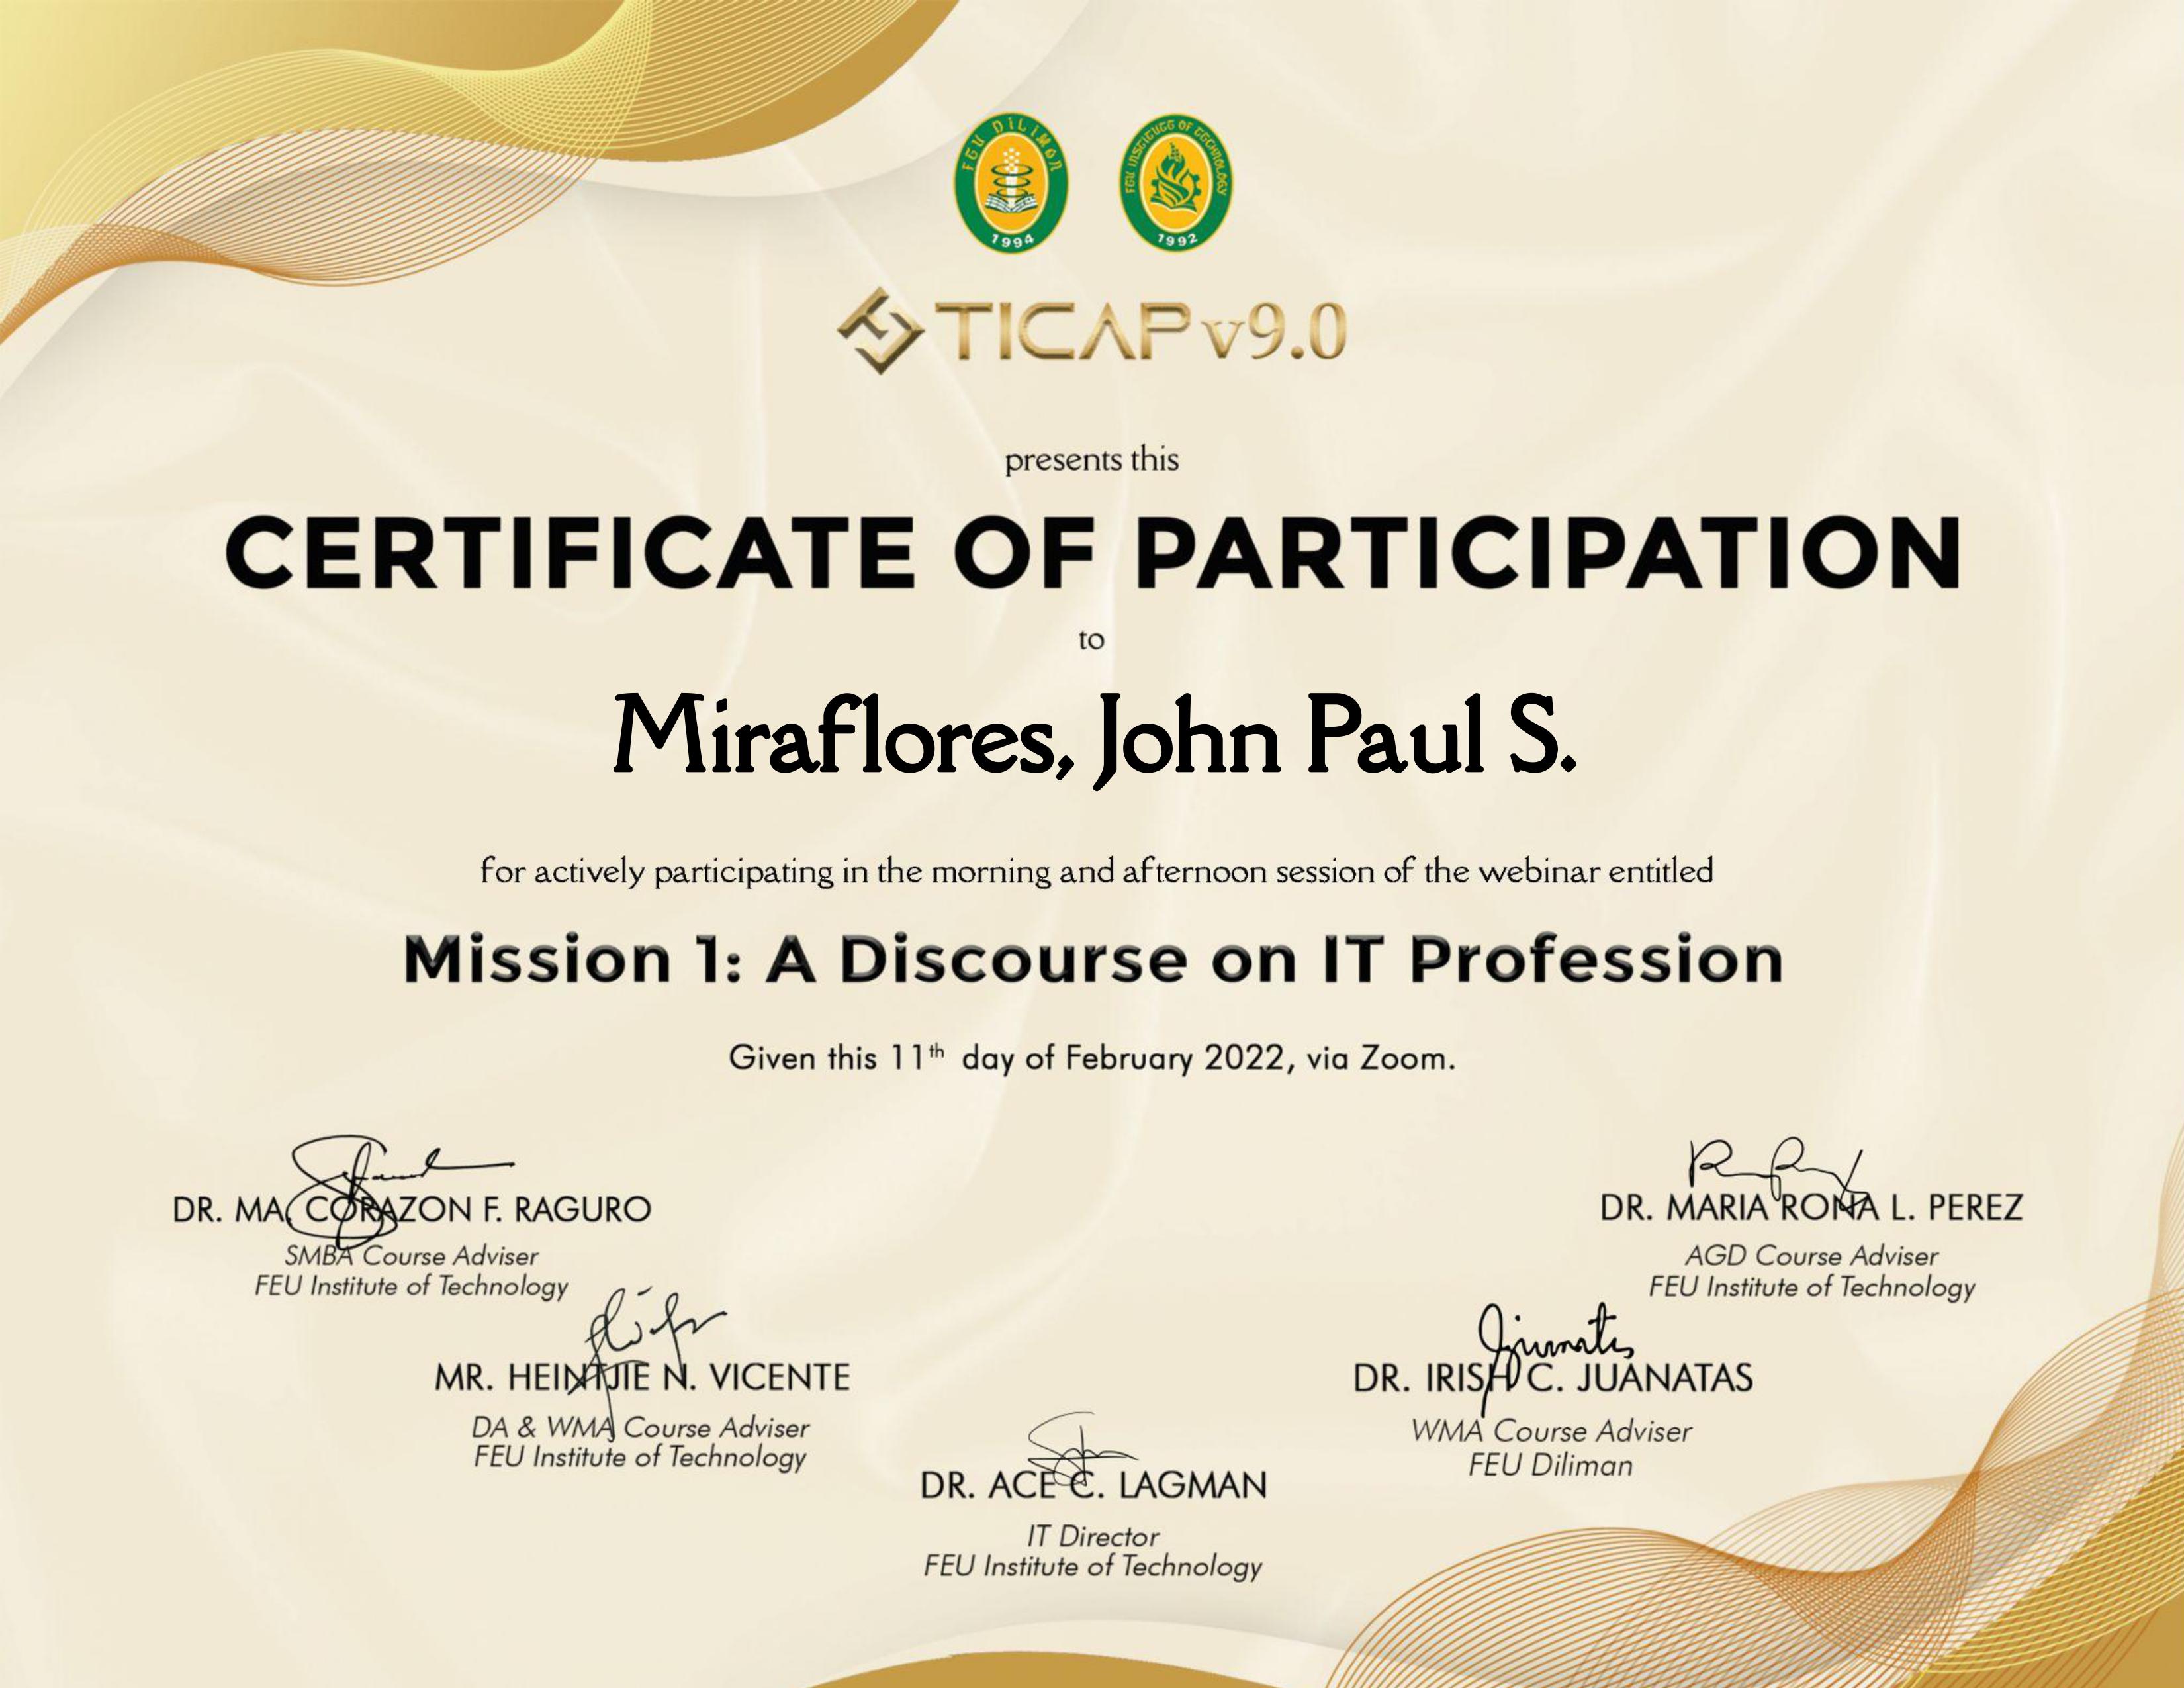 FEU DILIMAN
1994
FEU INSTITUTE OF TECHNOLOGY
1992
TICAP v9.0
presents this
CERTIFICATE OF PARTICIPATION
to
Miraflores, John Paul S.
for actively participating in the morning and afternoon session of the webinar entitled
Mission 1: A Discourse on IT Profession
Given this 11th day of February 2022, via Zoom.
DR. MA. CORAZON F. RAGURO
SMBA Course Adviser
FEU Institute of Technology
DR. MARIA RONA L. PEREZ
AGD Course Adviser
FEU Institute of Technology
MR. HEINTJIE N. VICENTE
DA & WMA Course Adviser
FEU Institute of Technology
DR. IRISH C. JUANATAS
WMA Course Adviser
FEU Diliman
DR. ACE C. LAGMAN
IT Director
FEU Institute of Technology